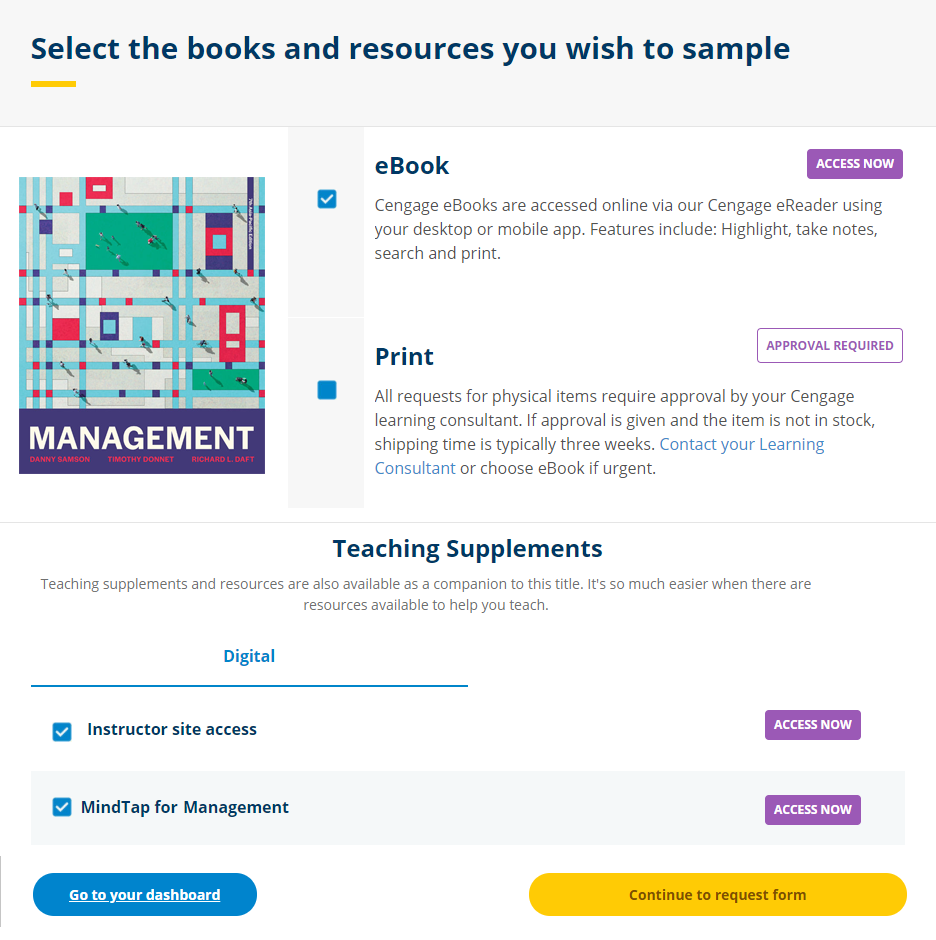 Select the books and resources you wish to sample
eBook
ACCESS NOW
Cengage eBooks are accessed online via our Cengage eReader using
your desktop or mobile app. Features include: Highlight, take notes,
search and print.
MANAGEMENT
DANNY SAMSON TIMOTHY DONNET RICHARD L. DAFT
Print
APPROVAL REQUIRED
All requests for physical items require approval by your Cengage
learning consultant. If approval is given and the item is not in stock,
shipping time is typically three weeks. Contact your Learning
Consultant or choose eBook if urgent.
Teaching Supplements
Teaching supplements and resources are also available as a companion to this title. It's so much easier when there are
resources available to help you teach.
Digital
Instructor site access
ACCESS NOW
MindTap for Management
ACCESS NOW
Go to your dashboard
Continue to request form